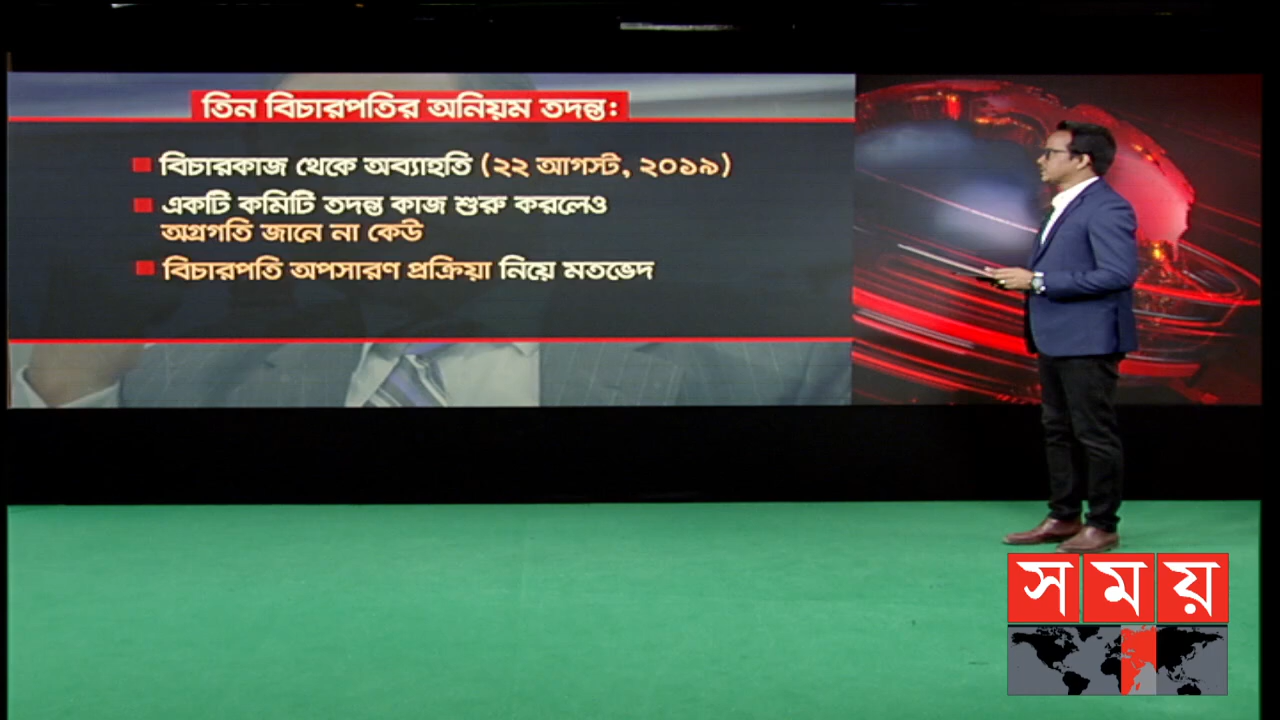 তিন বিচারপতির অনিয়ম তদন্ত:
বিচারকাজ থেকে অব্যাহতি (২২ আগস্ট, ২০১৯)
একটি কমিটি তদন্ত কাজ শুরু করলেও
অগ্রগতি জানে না কেউ
বিচারপতি অপসারণ প্রক্রিয়া নিয়ে মতভেদ
সময়